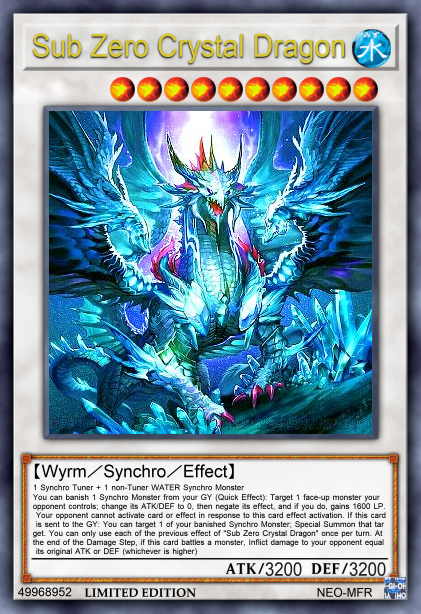 Sub Zero Crystal Dragon
水
【Wyrm／Synchro／Effect】
1 Synchro Tuner + 1 non-Tuner WATER Synchro Monster
You can banish 1 Synchro Monster from your GY (Quick Effect): Target 1 face-up monster your
opponent controls; change its ATK/DEF to 0, then negate its effect, and if you do, gains 1600 LP.
Your opponent cannot activate card or effect in response to this card effect activation. If this card
is sent to the GY: You can target 1 of your banished Synchro Monster; Special Summon that tar
get. You can only use each of the previous effect of "Sub Zero Crystal Dragon" once per turn. At
the end of the Damage Step, if this card battles a monster, Inflict damage to your opponent equal
its original ATK or DEF (whichever is higher)
ATK/3200 DEF/3200
49968952 LIMITED EDITION NEO-MFR